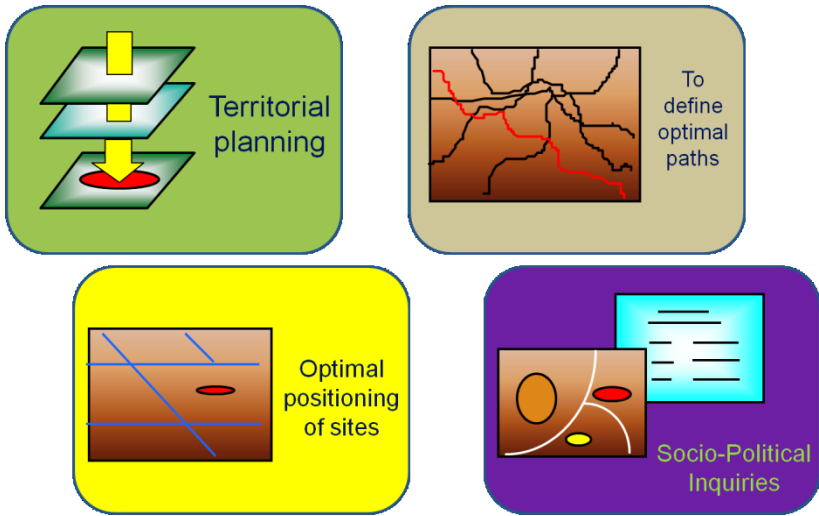 Territorial
planning
To
define
optimal
paths
Optimal
positioning
of sites
Socio-Political
Inquiries